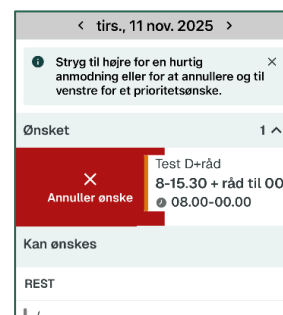 tirs., 11 nov. 2025
Stryg til højre for en hurtig
anmodning eller for at annullere og til
venstre for et prioritetsønske.
Ønsket 1
Test D+råd
8-15.30 + råd til 00
08.00-00.00
Annuller ønske
Kan ønskes
REST